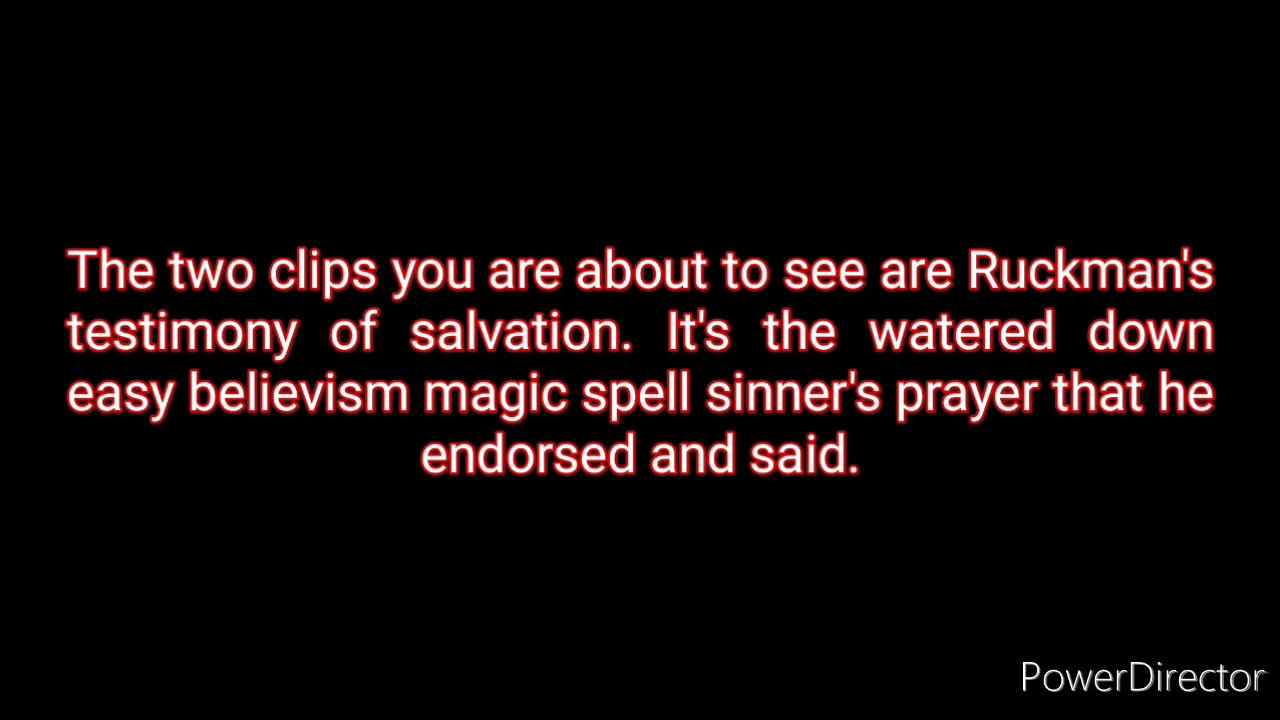 The two clips you are about to see are Ruckman's
testimony of salvation. It's the watered down
easy believism magic spell sinner's prayer that he
endorsed and said.
PowerDirector